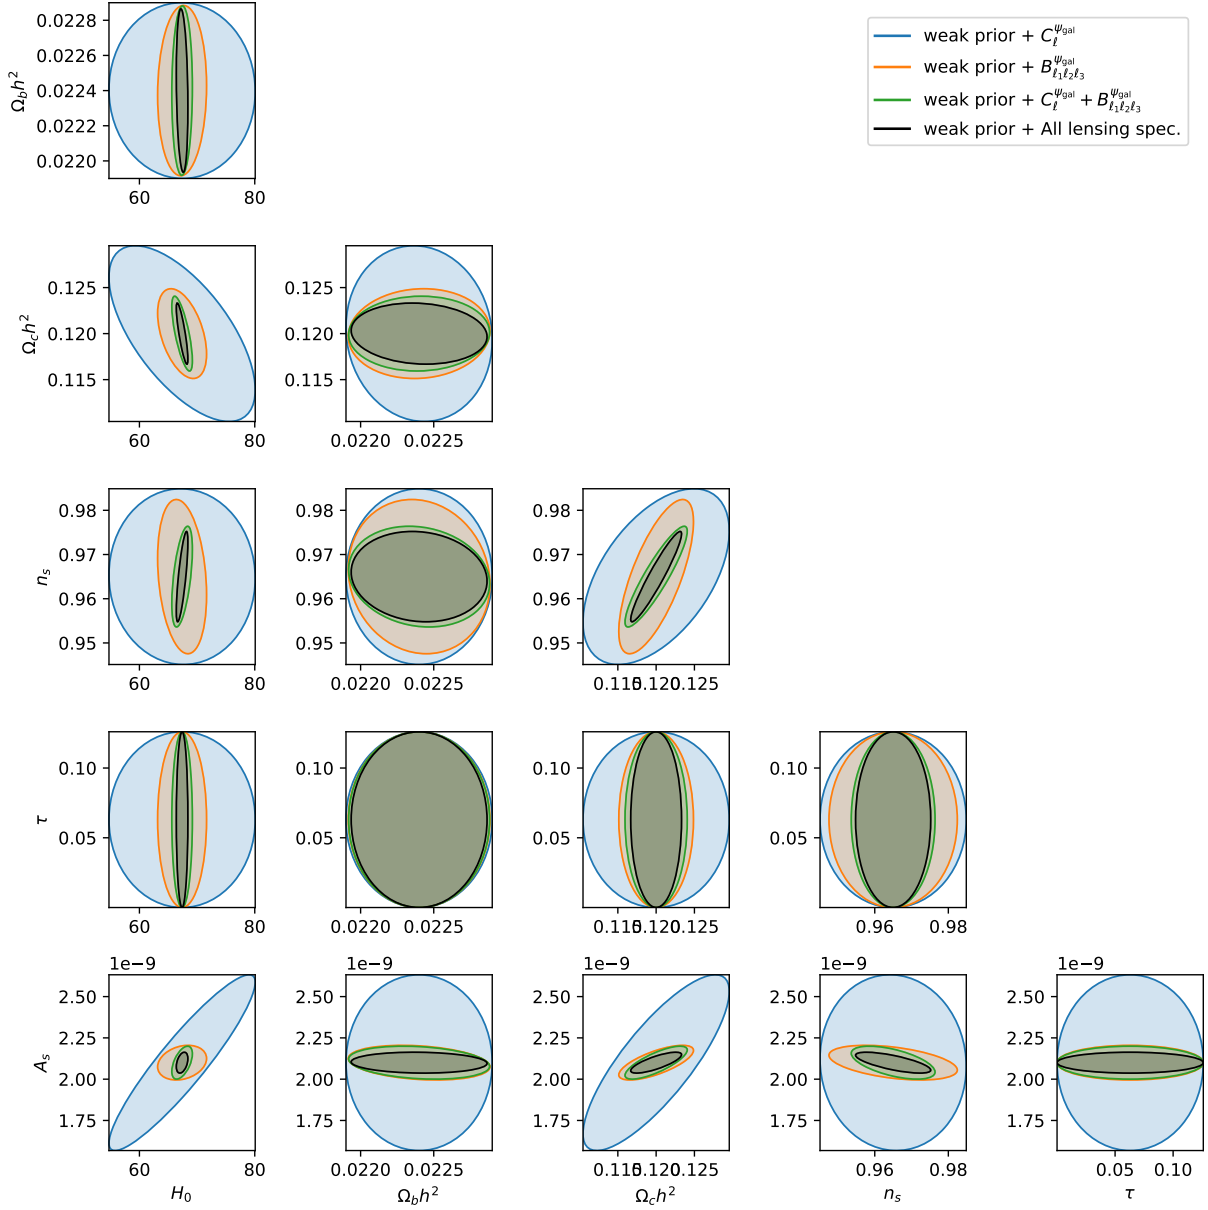 weak prior + C_ℓ^{ψ_gal}
weak prior + B_{ℓ1ℓ2ℓ3}^{ψ_gal}
weak prior + C_ℓ^{ψ_gal} + B_{ℓ1ℓ2ℓ3}^{ψ_gal}
weak prior + All lensing spec.
Ω_b h²
0.0228
0.0226
0.0224
0.0222
0.0220
60 80
Ω_c h²
0.125 0.125
0.120 0.120
0.115 0.115
60 80 0.0220 0.0225
n_s
0.98 0.98 0.98
0.97 0.97 0.97
0.96 0.96 0.96
0.95 0.95 0.95
60 80 0.0220 0.0225 0.115 0.120 0.125
τ
0.10 0.10 0.10 0.10
0.05 0.05 0.05 0.05
60 80 0.0220 0.0225 0.115 0.120 0.125 0.96 0.98
1e−9 1e−9 1e−9 1e−9 1e−9
A_s
2.50 2.50 2.50 2.50 2.50
2.25 2.25 2.25 2.25 2.25
2.00 2.00 2.00 2.00 2.00
1.75 1.75 1.75 1.75 1.75
60 80 0.0220 0.0225 0.115 0.120 0.125 0.96 0.98 0.05 0.10
H₀ Ω_b h² Ω_c h² n_s τ